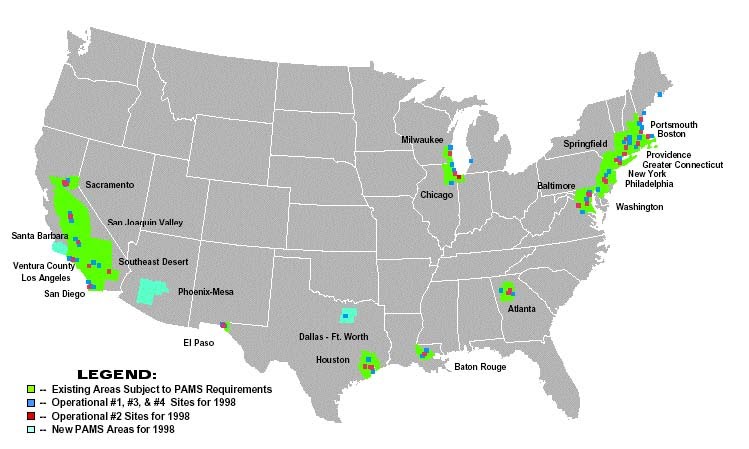 Portsmouth
Boston
Milwaukee
Springfield
Providence
Greater Connecticut
New York
Philadelphia
Sacramento
Baltimore
Chicago
Washington
San Joaquin Valley
Santa Barbara
Southeast Desert
Ventura County
Los Angeles
San Diego
Phoenix-Mesa
Atlanta
El Paso
Dallas - Ft. Worth
Houston
Baton Rouge
LEGEND:
-- Existing Areas Subject to PAMS Requirements
-- Operational #1, #3, & #4 Sites for 1998
-- Operational #2 Sites for 1998
-- New PAMS Areas for 1998